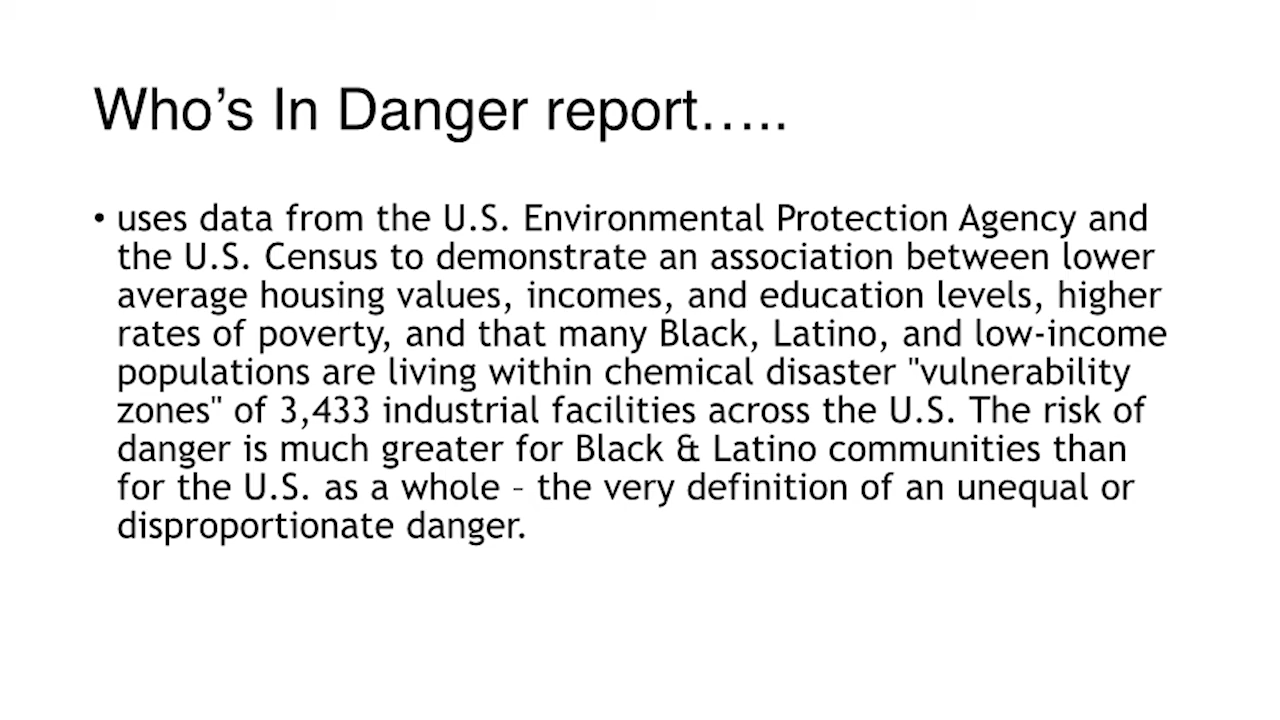 Who’s In Danger report…..
• uses data from the U.S. Environmental Protection Agency and
the U.S. Census to demonstrate an association between lower
average housing values, incomes, and education levels, higher
rates of poverty, and that many Black, Latino, and low-income
populations are living within chemical disaster "vulnerability
zones" of 3,433 industrial facilities across the U.S. The risk of
danger is much greater for Black & Latino communities than
for the U.S. as a whole – the very definition of an unequal or
disproportionate danger.